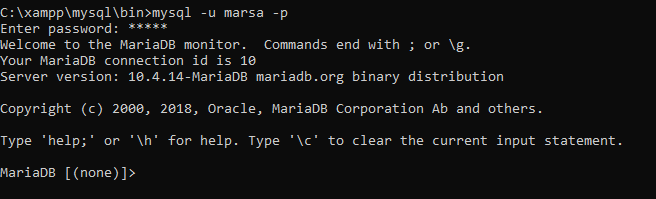 C:\xampp\mysql\bin>mysql -u marsa -p
Enter password: *****
Welcome to the MariaDB monitor.  Commands end with ; or \g.
Your MariaDB connection id is 10
Server version: 10.4.14-MariaDB mariadb.org binary distribution

Copyright (c) 2000, 2018, Oracle, MariaDB Corporation Ab and others.

Type 'help;' or '\h' for help. Type '\c' to clear the current input statement.

MariaDB [(none)]>